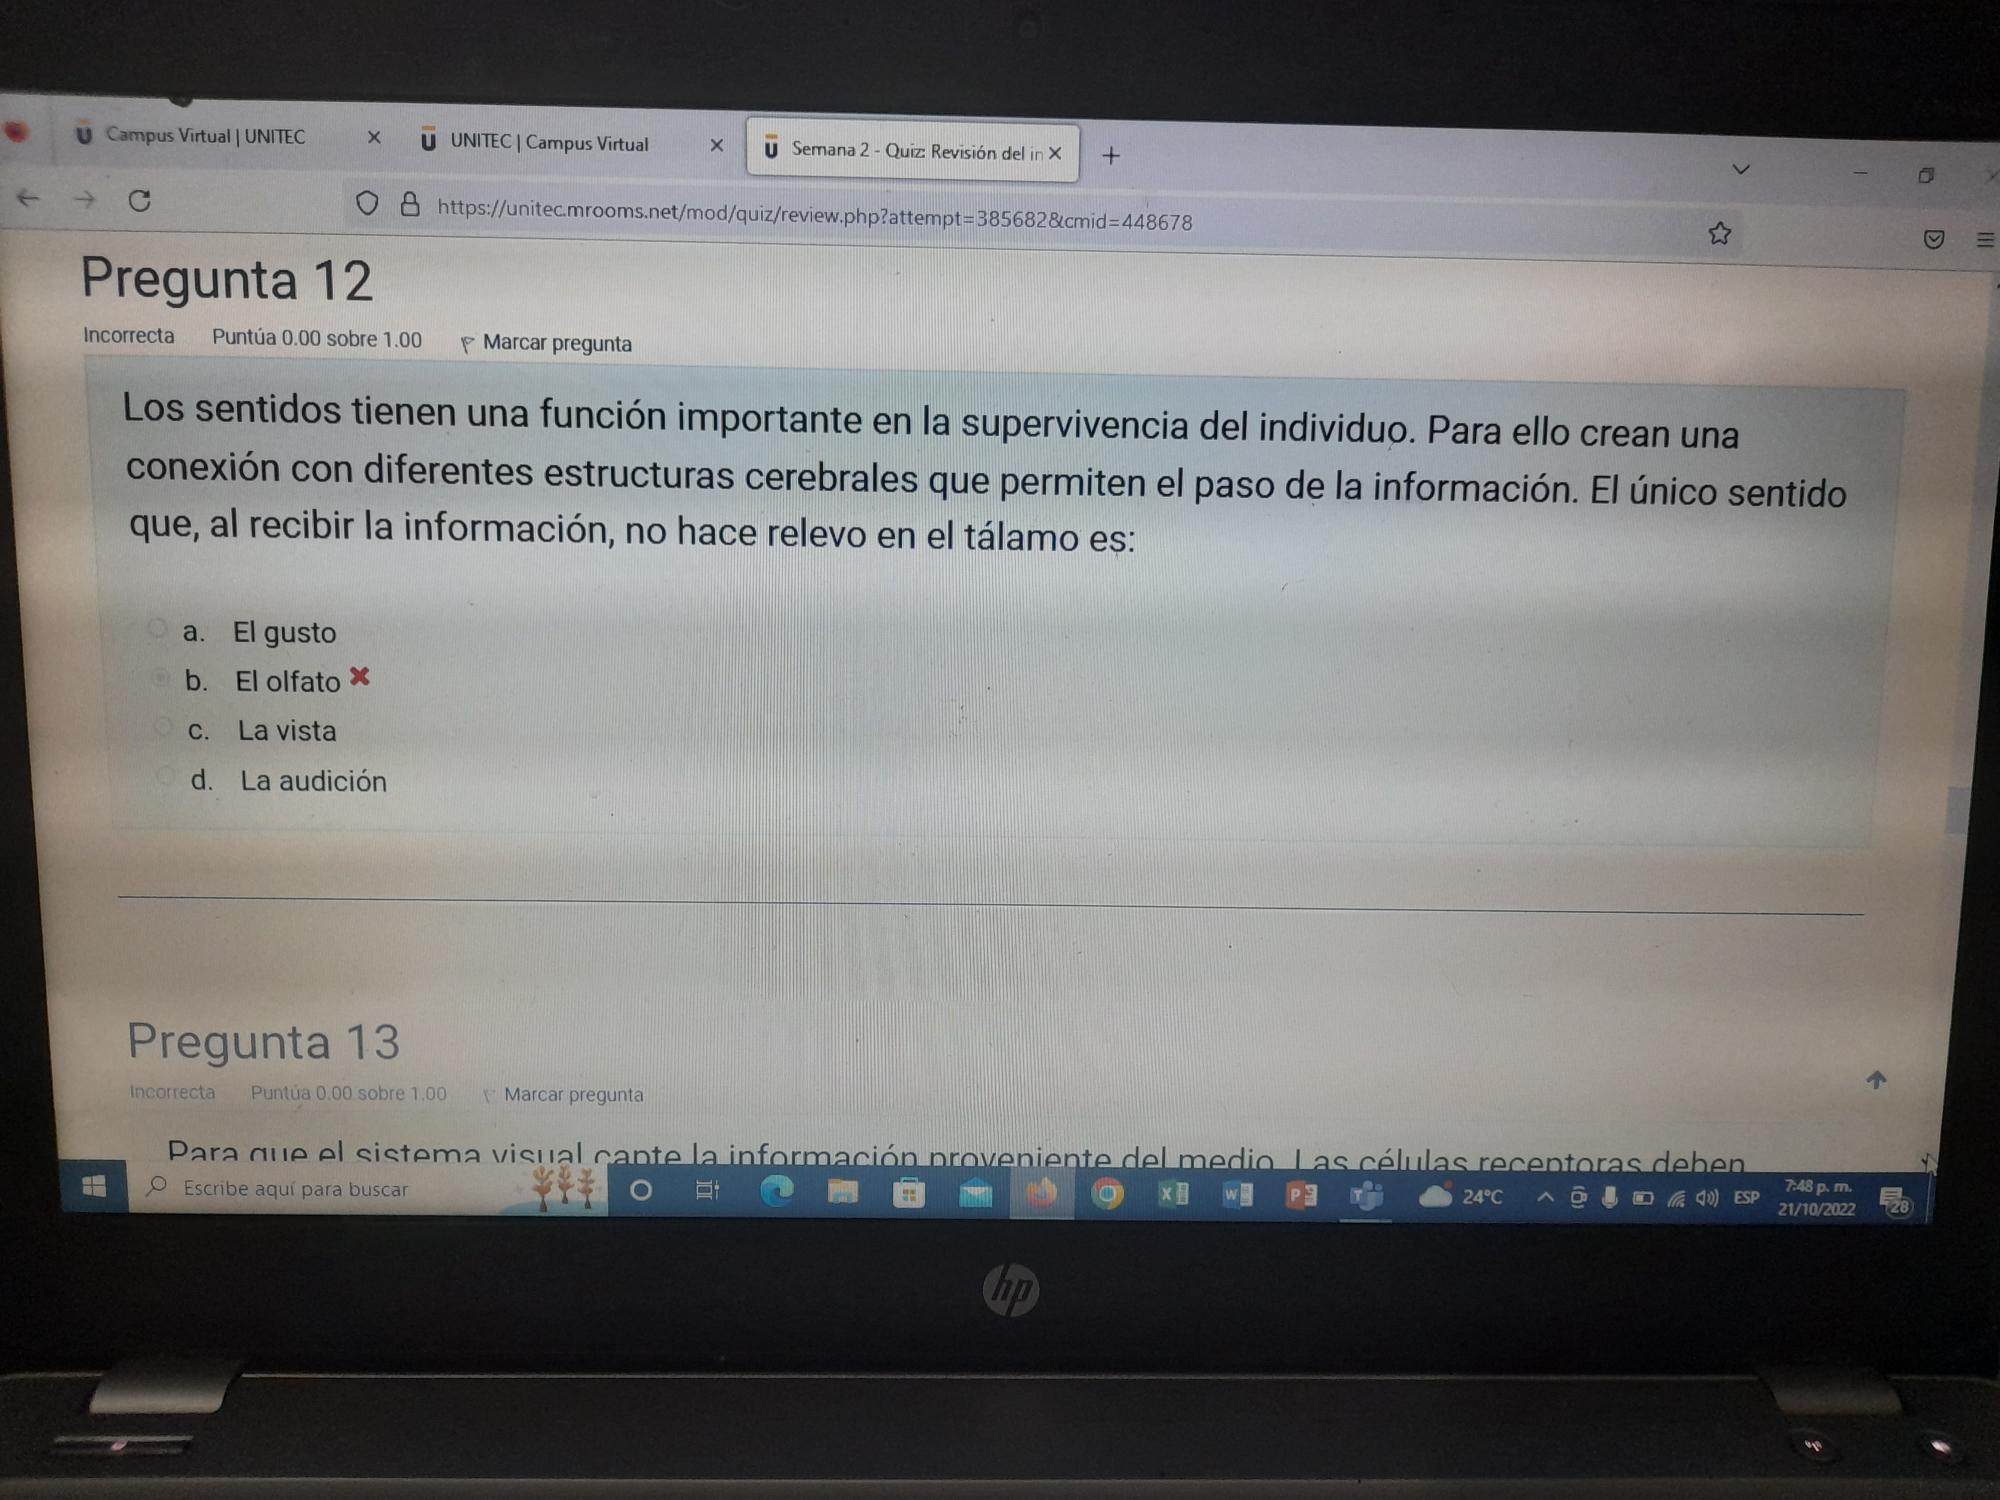 Campus Virtual | UNITEC
UNITEC | Campus Virtual
Semana 2 - Quiz: Revisión del in
https://unitec.mrooms.net/mod/quiz/review.php?attempt=385682&cmid=448678
Pregunta 12
Incorrecta Puntúa 0.00 sobre 1.00 Marcar pregunta
Los sentidos tienen una función importante en la supervivencia del individuo. Para ello crean una
conexión con diferentes estructuras cerebrales que permiten el paso de la información. El único sentido
que, al recibir la información, no hace relevo en el tálamo es:
a. El gusto
b. El olfato
c. La vista
d. La audición
Pregunta 13
Incorrecta Puntúa 0.00 sobre 1.00 Marcar pregunta
Para que el sistema visual capte la información proveniente del medio. Las células receptoras deben
Escribe aquí para buscar
24°C
ESP
7:48 p. m.
21/10/2022
28
hp